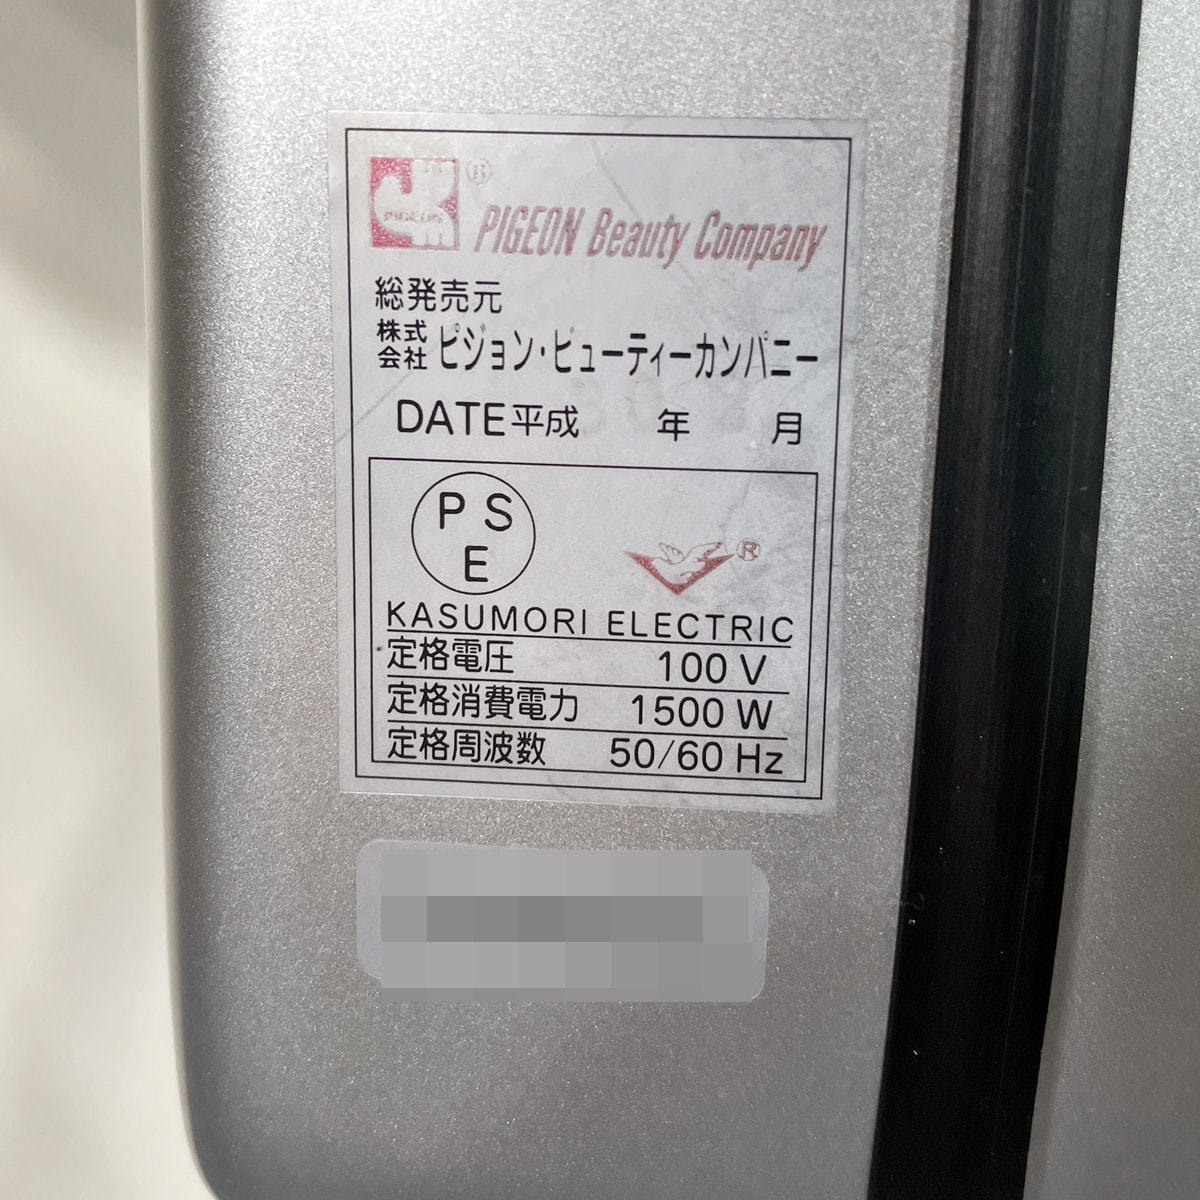 PIGEON ®
PIGEON Beauty Company
総発売元
株式会社 ピジョン・ビューティーカンパニー
DATE 平成 年 月
PS
E
®
KASUMORI ELECTRIC
定格電圧 100 V
定格消費電力 1500 W
定格周波数 50/60 Hz